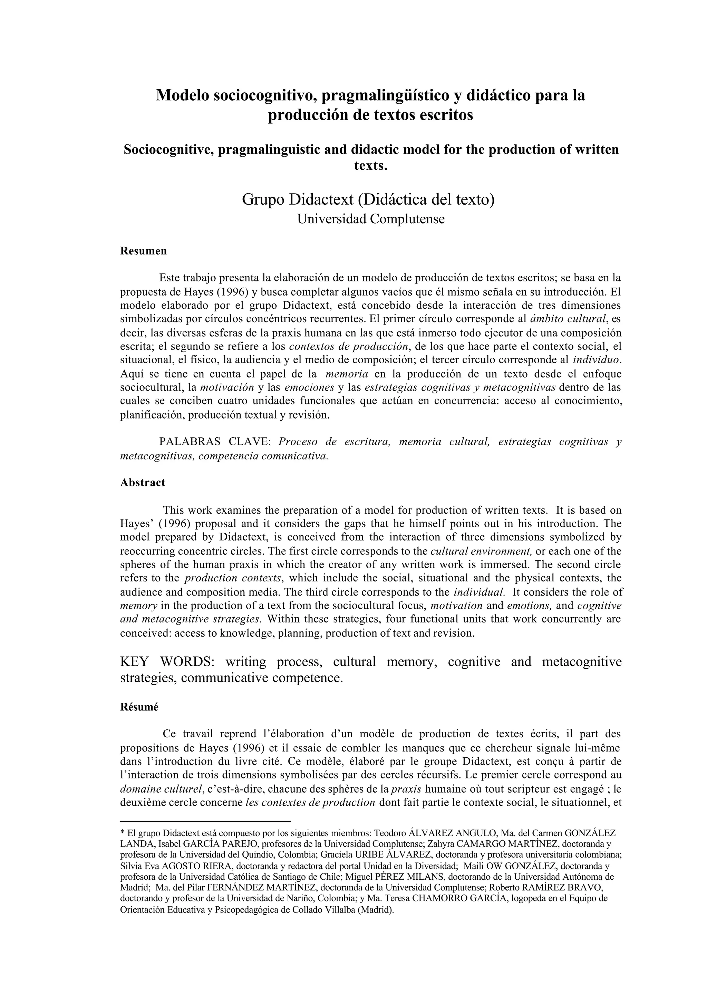 Modelo sociocognitivo, pragmalingüístico y didáctico para la
producción de textos escritos
Sociocognitive, pragmalinguistic and didactic model for the production of written
texts.
Grupo Didactext (Didáctica del texto)
Universidad Complutense
Resumen
Este trabajo presenta la elaboración de un modelo de producción de textos escritos; se basa en la
propuesta de Hayes (1996) y busca completar algunos vacíos que él mismo señala en su introducción. El
modelo elaborado por el grupo Didactext, está concebido desde la interacción de tres dimensiones
simbolizadas por círculos concéntricos recurrentes. El primer círculo corresponde al ámbito cultural, es
decir, las diversas esferas de la praxis humana en las que está inmerso todo ejecutor de una composición
escrita; el segundo se refiere a los contextos de producción, de los que hace parte el contexto social, el
situacional, el físico, la audiencia y el medio de composición; el tercer círculo corresponde al individuo.
Aquí se tiene en cuenta el papel de la memoria en la producción de un texto desde el enfoque
sociocultural, la motivación y las emociones y las estrategias cognitivas y metacognitivas dentro de las
cuales se conciben cuatro unidades funcionales que actúan en concurrencia: acceso al conocimiento,
planificación, producción textual y revisión.
PALABRAS CLAVE: Proceso de escritura, memoria cultural, estrategias cognitivas y
metacognitivas, competencia comunicativa.
Abstract
This work examines the preparation of a model for production of written texts. It is based on
Hayes’ (1996) proposal and it considers the gaps that he himself points out in his introduction. The
model prepared by Didactext, is conceived from the interaction of three dimensions symbolized by
reoccurring concentric circles. The first circle corresponds to the cultural environment, or each one of the
spheres of the human praxis in which the creator of any written work is immersed. The second circle
refers to the production contexts, which include the social, situational and the physical contexts, the
audience and composition media. The third circle corresponds to the individual. It considers the role of
memory in the production of a text from the sociocultural focus, motivation and emotions, and cognitive
and metacognitive strategies. Within these strategies, four functional units that work concurrently are
conceived: access to knowledge, planning, production of text and revision.
KEY WORDS: writing process, cultural memory, cognitive and metacognitive
strategies, communicative competence.
Résumé
Ce travail reprend l’élaboration d’un modèle de production de textes écrits, il part des
propositions de Hayes (1996) et il essaie de combler les manques que ce chercheur signale lui-même
dans l’introduction du livre cité. Ce modèle, élaboré par le groupe Didactext, est conçu à partir de
l’interaction de trois dimensions symbolisées par des cercles récursifs. Le premier cercle correspond au
domaine culturel, c’est-à-dire, chacune des sphères de la praxis humaine où tout scripteur est engagé ; le
deuxième cercle concerne les contextes de production dont fait partie le contexte social, le situationnel, et
* El grupo Didactext está compuesto por los siguientes miembros: Teodoro ÁLVAREZ ANGULO, Ma. del Carmen GONZÁLEZ
LANDA, Isabel GARCÍA PAREJO, profesores de la Universidad Complutense; Zahyra CAMARGO MARTÍNEZ, doctoranda y
profesora de la Universidad del Quindío, Colombia; Graciela URIBE ÁLVAREZ, doctoranda y profesora universitaria colombiana;
Silvia Eva AGOSTO RIERA, doctoranda y redactora del portal Unidad en la Diversidad; Maili OW GONZÁLEZ, doctoranda y
profesora de la Universidad Católica de Santiago de Chile; Miguel PÉREZ MILANS, doctorando de la Universidad Autónoma de
Madrid; Ma. del Pilar FERNÁNDEZ MARTÍNEZ, doctoranda de la Universidad Complutense; Roberto RAMÍREZ BRAVO,
doctorando y profesor de la Universidad de Nariño, Colombia; y Ma. Teresa CHAMORRO GARCÍA, logopeda en el Equipo de
Orientación Educativa y Psicopedagógica de Collado Villalba (Madrid).